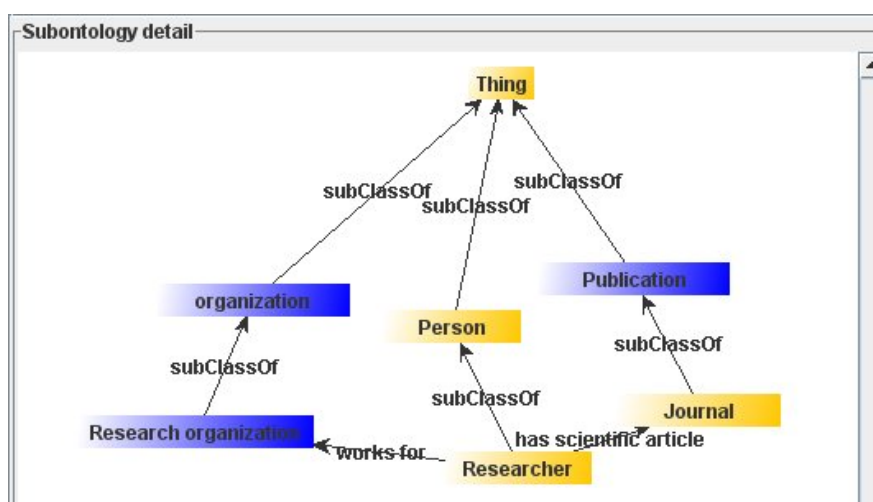 Subontology detail
Thing
subClassOf
subClassOf
subClassOf
Publication
organization
Person
subClassOf
subClassOf
subClassOf
Journal
Research organization
has scientific article
works for
Researcher